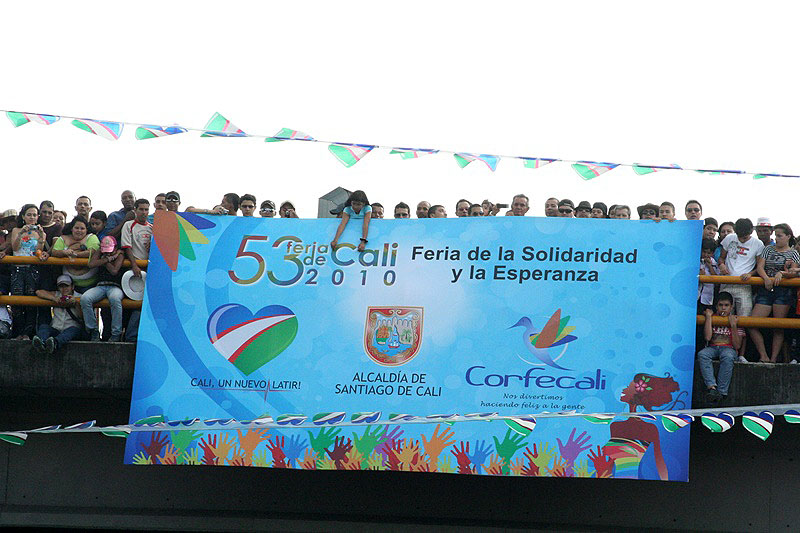 53 feria de Cali
2010
Feria de la Solidaridad
y la Esperanza
CALI, UN NUEVO LATIR!
ALCALDÍA DE
SANTIAGO DE CALI
Corfecali
Nos divertimos
haciendo feliz a la gente